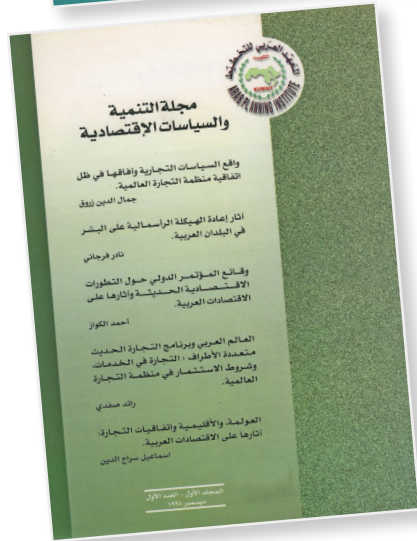 المعهد العربي للتخطيط
الكويت
KUWAIT
ARAB PLANNING INSTITUTE
مجلة التنمية
والسياسات الإقتصادية
واقع السياسات التجارية وآفاقها في ظل
اتفاقية منظمة التجارة العالمية.
جمال الدين زروق
آثار إعادة الهيكلة الرأسمالية على البشر
في البلدان العربية.
نادر فرجاني
وقائع المؤتمر الدولي حول التطورات
الاقتصادية الحديثة وآثارها على
الاقتصادات العربية.
أحمد الكواز
العالم العربي وبرنامج التجارة الحديث
متعددة الأطراف : التجارة في الخدمات،
وشروط الاستثمار في منظمة التجارة
العالمية.
رائد صفدي
العولمة، والأقليمية واتفاقيات التجارة:
آثارها على الاقتصادات العربية.
اسماعيل سراج الدين
المجلد الأول - العدد الأول
ديسمبر ١٩٩٨